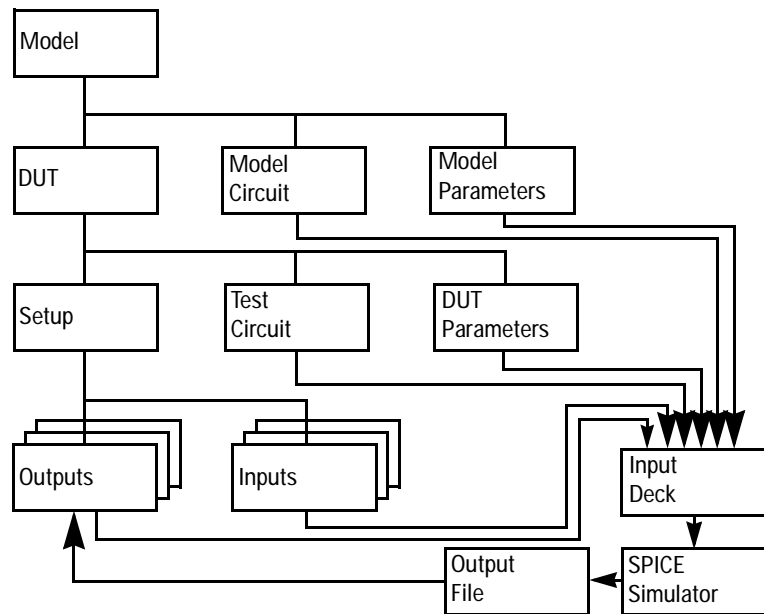 Model
DUT
Model
Circuit
Model
Parameters
Setup
Test
Circuit
DUT
Parameters
Outputs
Inputs
Input
Deck
Output
File
SPICE
Simulator